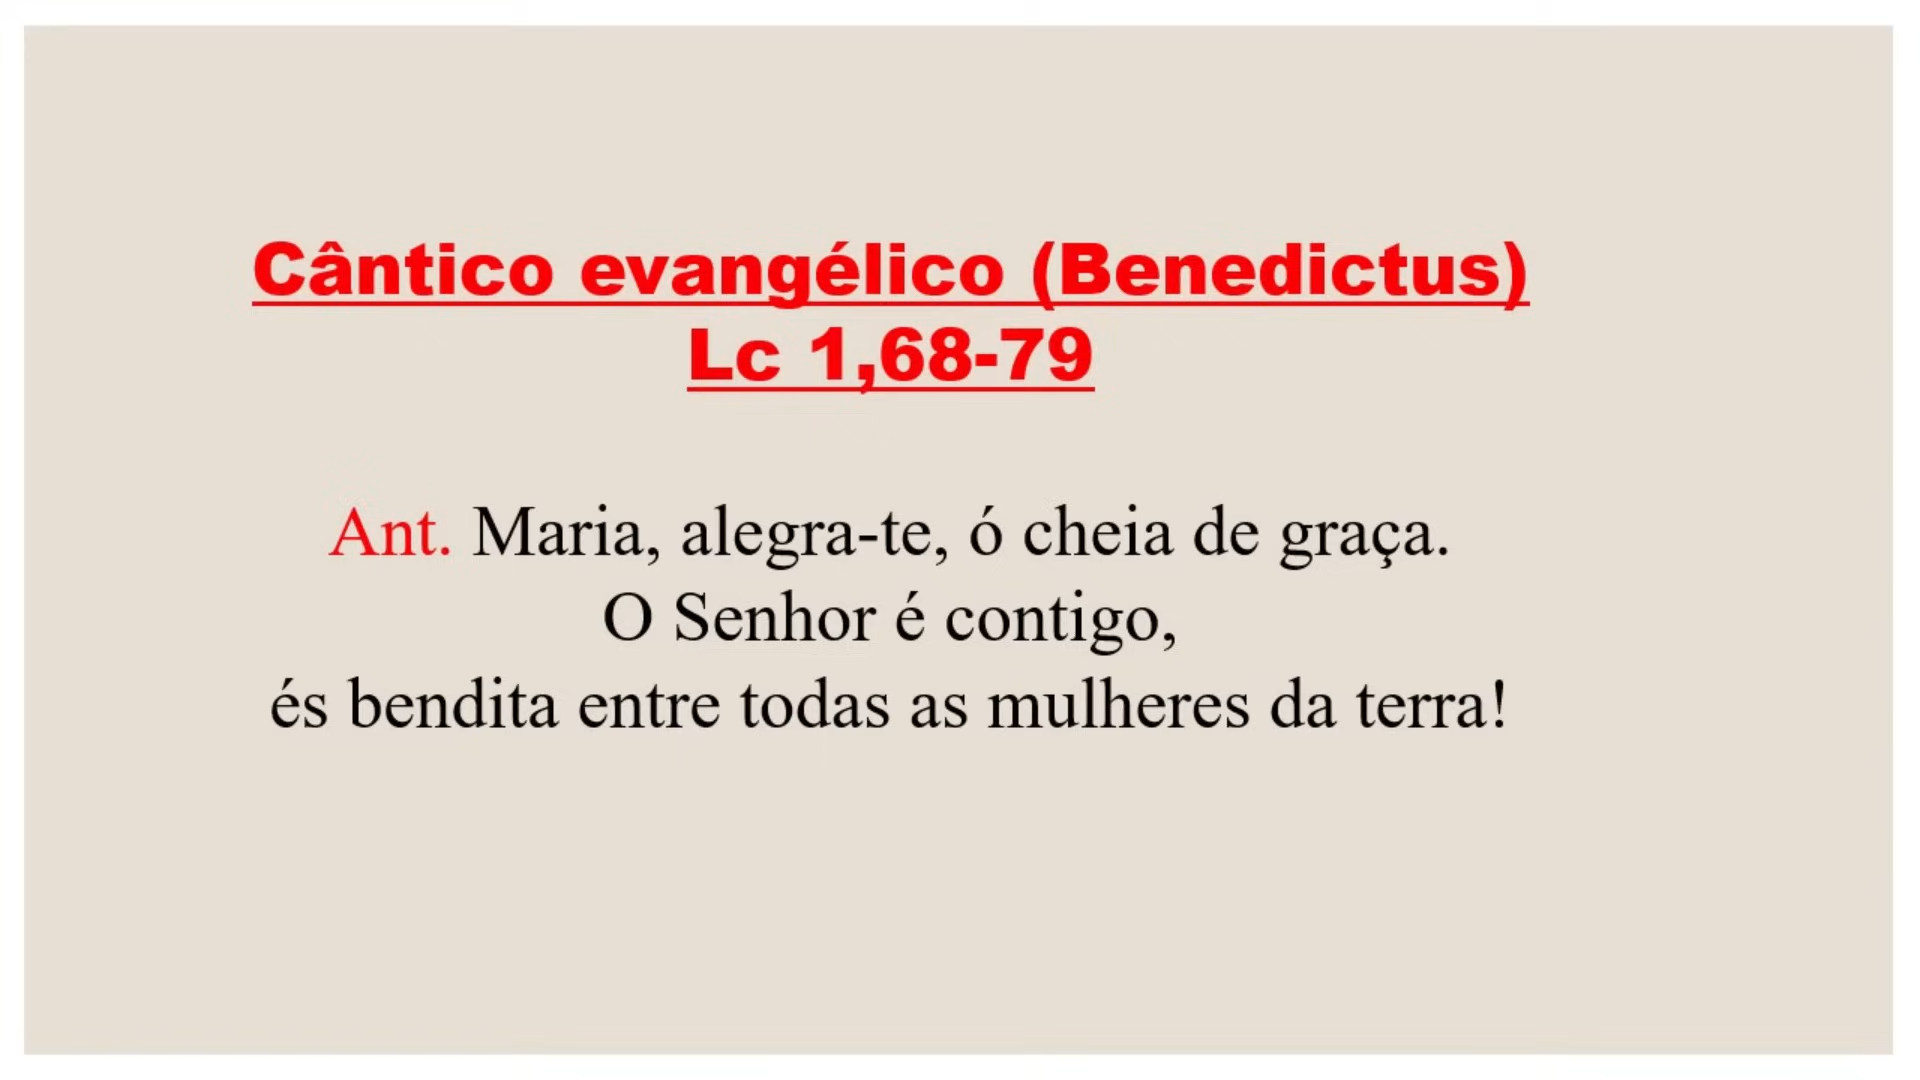 Cântico evangélico (Benedictus)
Lc 1,68-79
Ant. Maria, alegra-te, ó cheia de graça.
O Senhor é contigo,
és bendita entre todas as mulheres da terra!